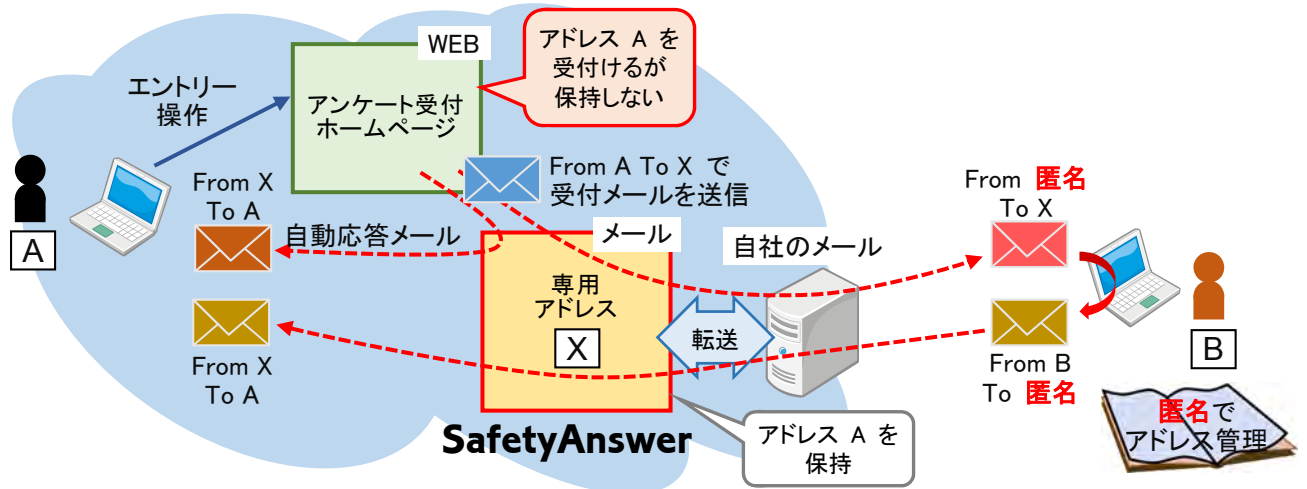 WEB
アドレス A を
受付けるが
保持しない
エントリー
操作
アンケート受付
ホームページ
From A To X で
受付メールを送信
From X
To A
From 匿名
To X
A
自動応答メール
メール
自社のメール
専用
アドレス
X
転送
B
From X
To A
From B
To 匿名
SafetyAnswer
アドレス A を
保持
匿名で
アドレス管理